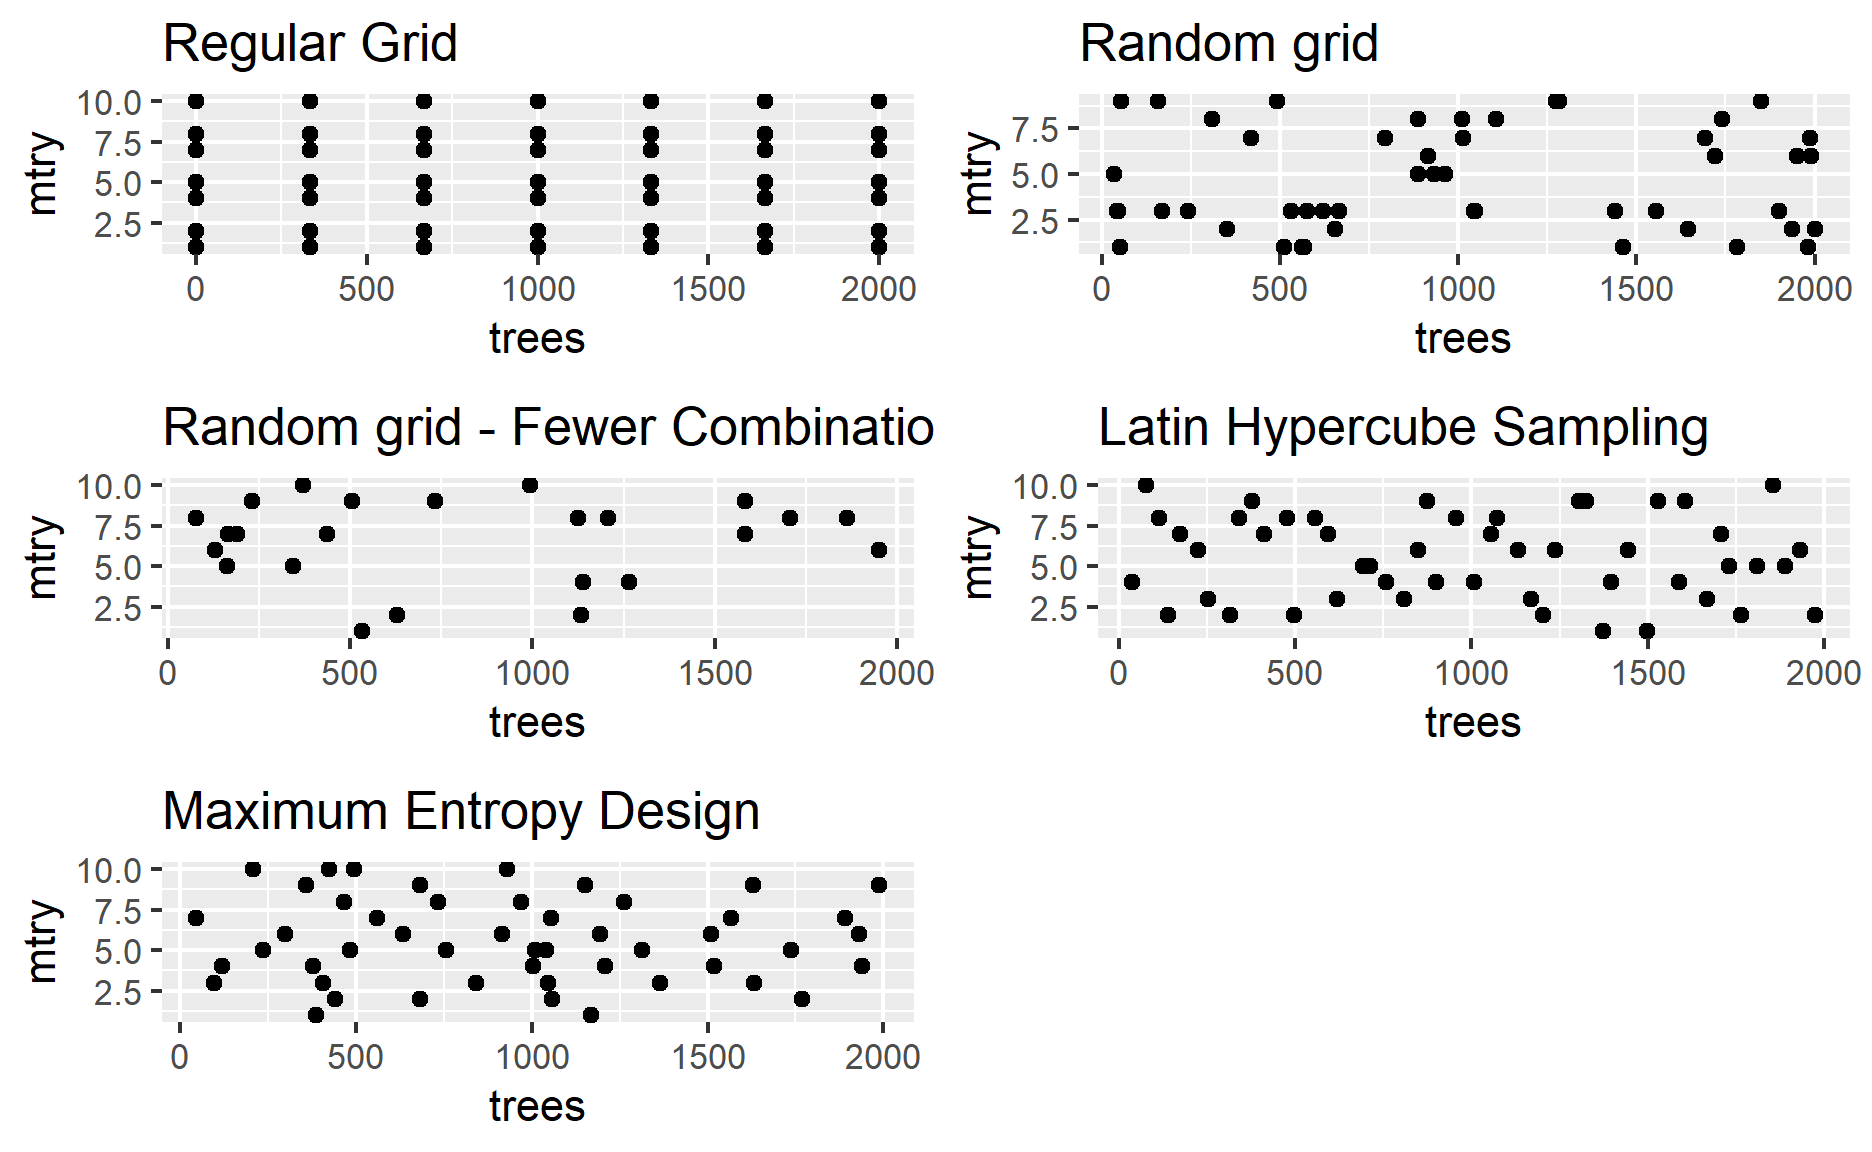 Regular Grid
mtry
10.0
7.5
5.0
2.5
0 500 1000 1500 2000
trees
Random grid
mtry
7.5
5.0
2.5
0 500 1000 1500 2000
trees
Random grid - Fewer Combinatio
mtry
10.0
7.5
5.0
2.5
0 500 1000 1500 2000
trees
Latin Hypercube Sampling
mtry
10.0
7.5
5.0
2.5
0 500 1000 1500 2000
trees
Maximum Entropy Design
mtry
10.0
7.5
5.0
2.5
0 500 1000 1500 2000
trees